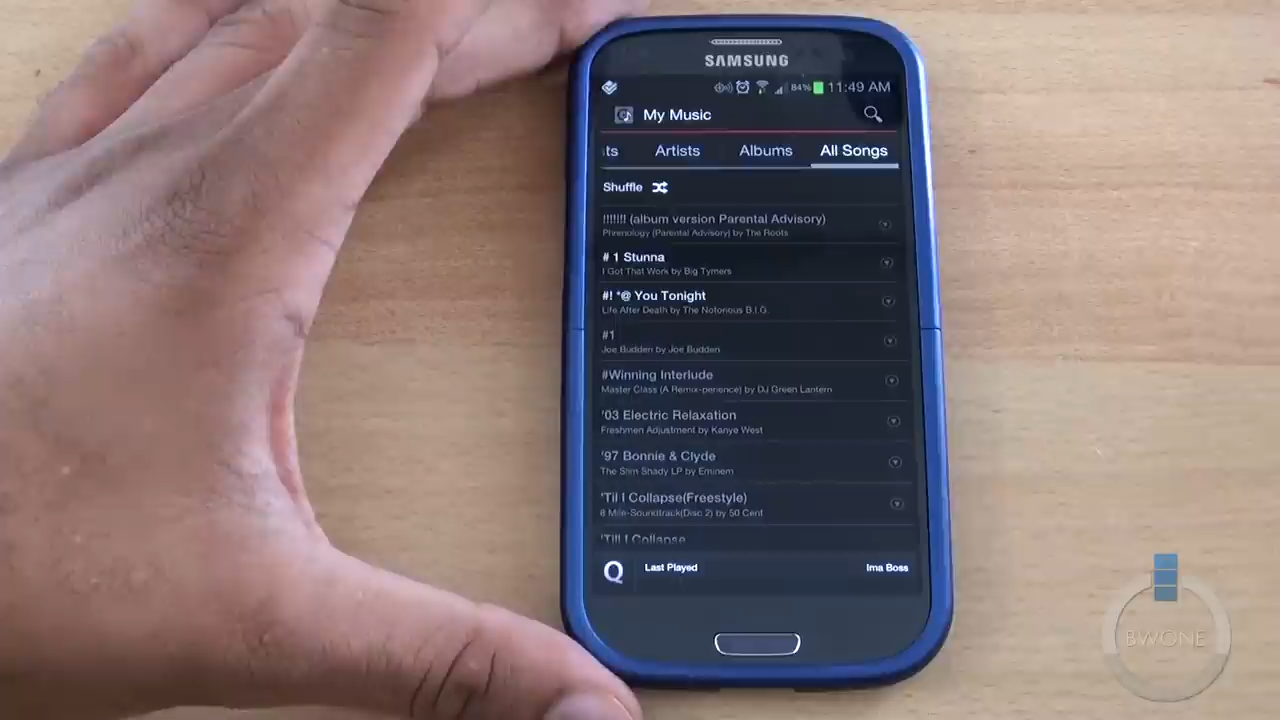 SAMSUNG
84% 11:49 AM
My Music
ts Artists Albums All Songs
Shuffle
!!!!!!! (album version Parental Advisory)
Phrenology (Parental Advisory) by The Roots
# 1 Stunna
I Got That Work by Big Tymers
#! *@ You Tonight
Life After Death by The Notorious B.I.G.
#1
Joe Budden by Joe Budden
#Winning Interlude
Master Class (A Remix-perience) by DJ Green Lantern
'03 Electric Relaxation
Freshmen Adjustment by Kanye West
'97 Bonnie & Clyde
The Slim Shady LP by Eminem
'Til I Collapse(Freestyle)
8 Mile-Soundtrack(Disc 2) by 50 Cent
'Till I Collapse
Q Last Played Ima Boss
BWONE